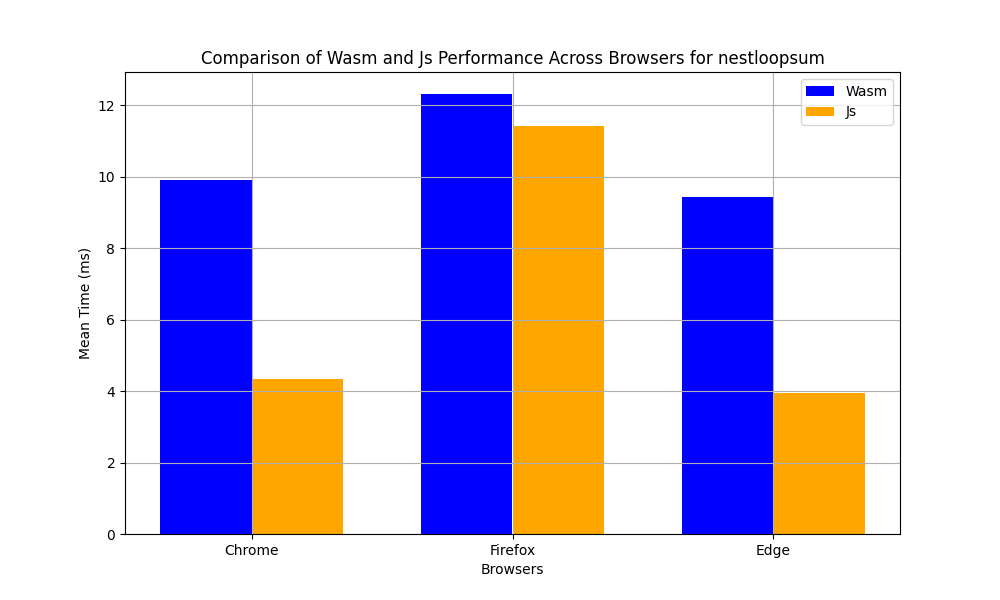 Comparison of Wasm and Js Performance Across Browsers for nestloopsum
Wasm
Js
Mean Time (ms)
12
10
8
6
4
2
0
Chrome Firefox Edge
Browsers